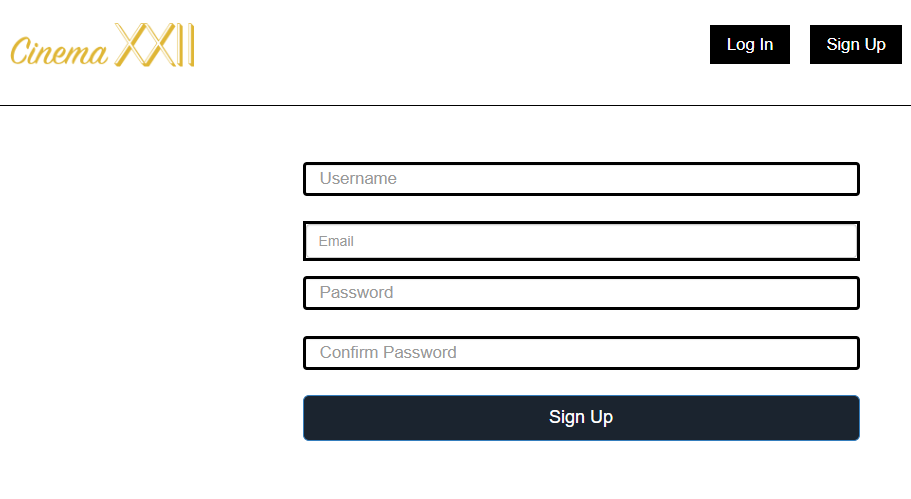 Cinema XXII
Log In
Sign Up
Username
Email
Password
Confirm Password
Sign Up